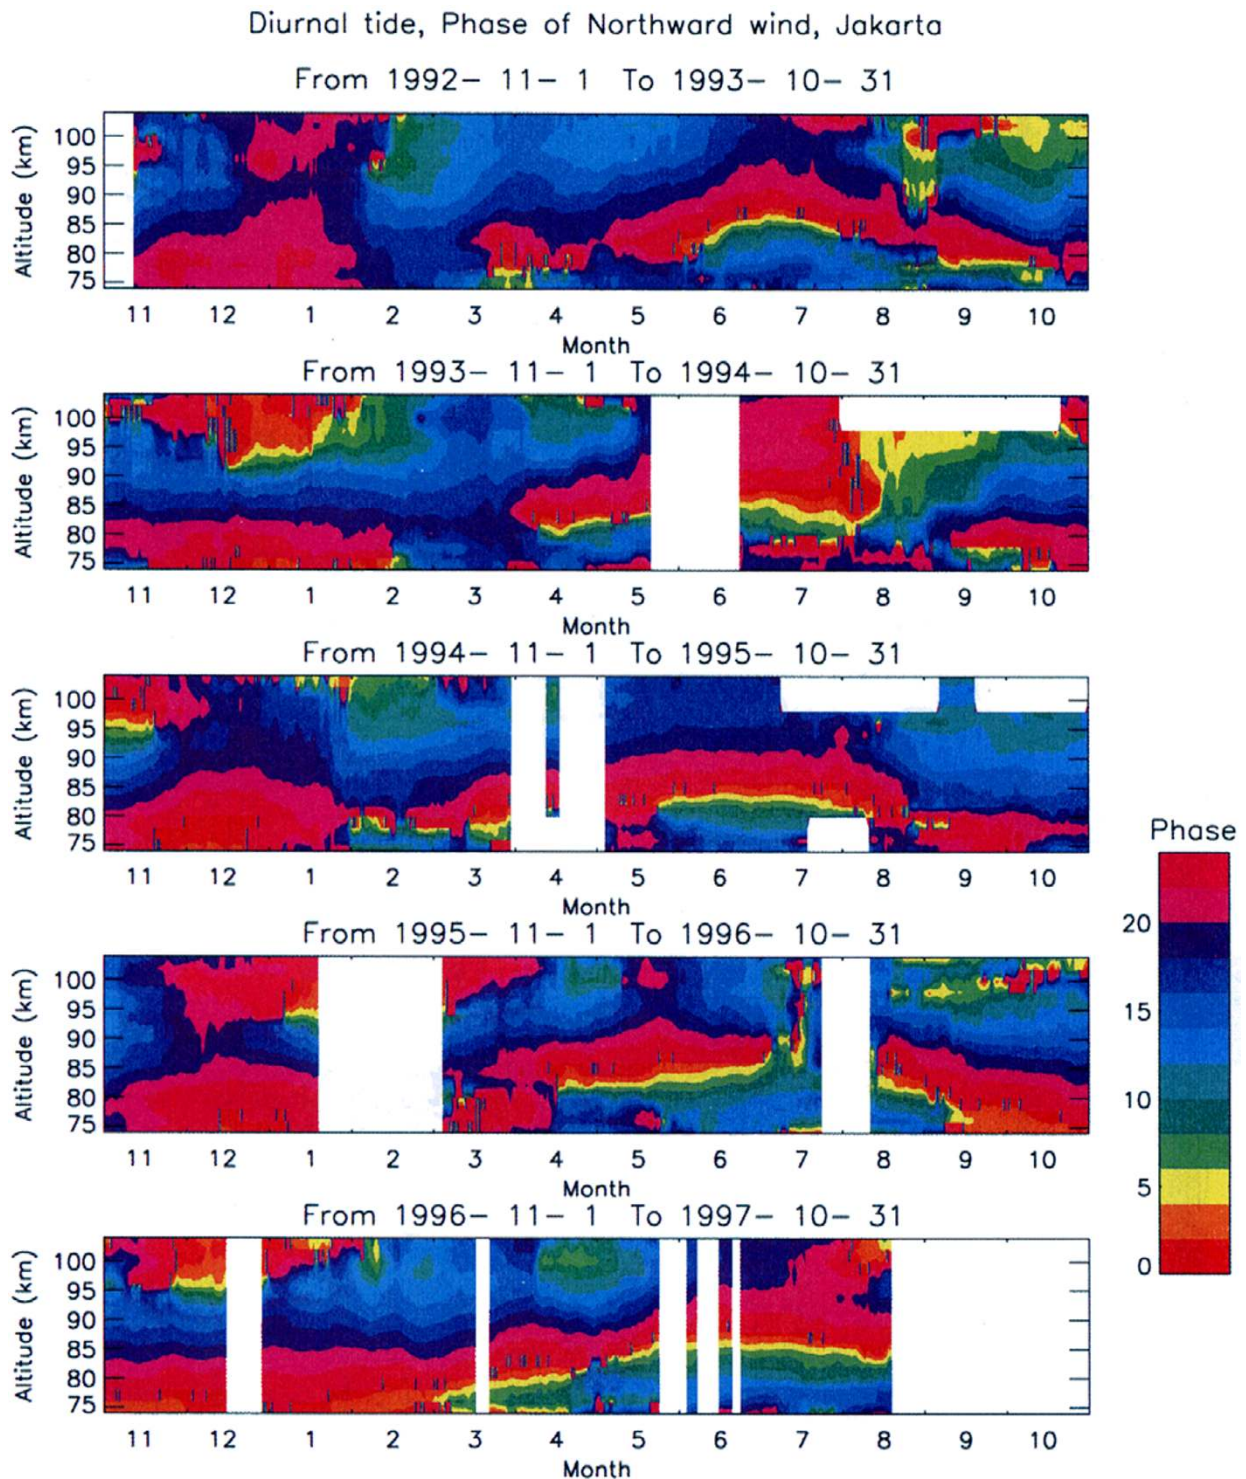 Diurnal tide, Phase of Northward wind, Jakarta
From 1992- 11- 1 To 1993- 10- 31
Altitude (km)
100
95
90
85
80
75
11 12 1 2 3 4 5 6 7 8 9 10
Month
From 1993- 11- 1 To 1994- 10- 31
Altitude (km)
100
95
90
85
80
75
11 12 1 2 3 4 5 6 7 8 9 10
Month
From 1994- 11- 1 To 1995- 10- 31
Altitude (km)
100
95
90
85
80
75
11 12 1 2 3 4 5 6 7 8 9 10
Month
From 1995- 11- 1 To 1996- 10- 31
Altitude (km)
100
95
90
85
80
75
11 12 1 2 3 4 5 6 7 8 9 10
Month
From 1996- 11- 1 To 1997- 10- 31
Altitude (km)
100
95
90
85
80
75
11 12 1 2 3 4 5 6 7 8 9 10
Month
Phase
20
15
10
5
0